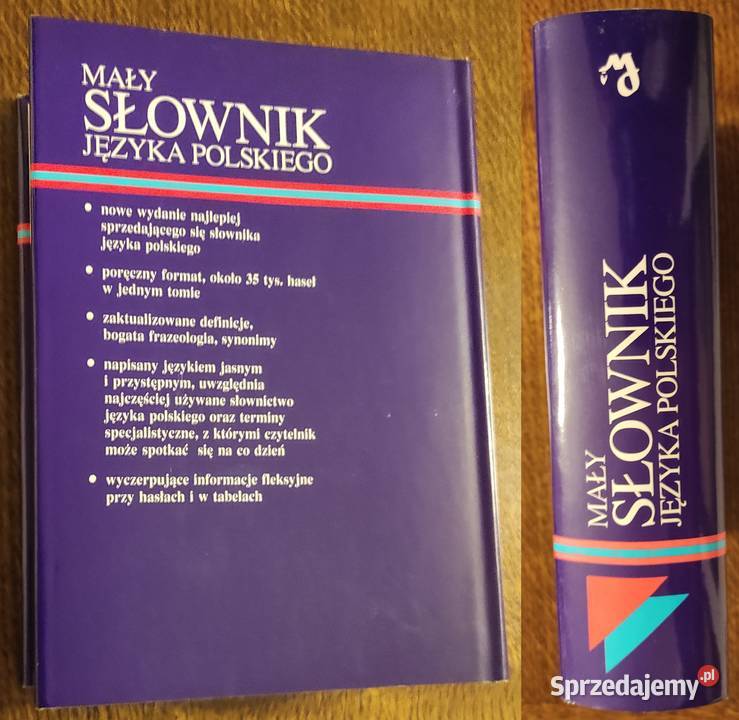 MAŁY
SŁOWNIK
JĘZYKA POLSKIEGO
• nowe wydanie najlepiej
sprzedającego się słownika
języka polskiego
• poręczny format, około 35 tys. haseł
w jednym tomie
• zaktualizowane definicje,
bogata frazeologia, synonimy
• napisany językiem jasnym
i przystępnym, uwzględnia
najczęściej używane słownictwo
języka polskiego oraz terminy
specjalistyczne, z którymi czytelnik
może spotkać się na co dzień
• wyczerpujące informacje fleksyjne
przy hasłach i w tabelach
MAŁY
SŁOWNIK
JĘZYKA POLSKIEGO
Sprzedajemy.pl